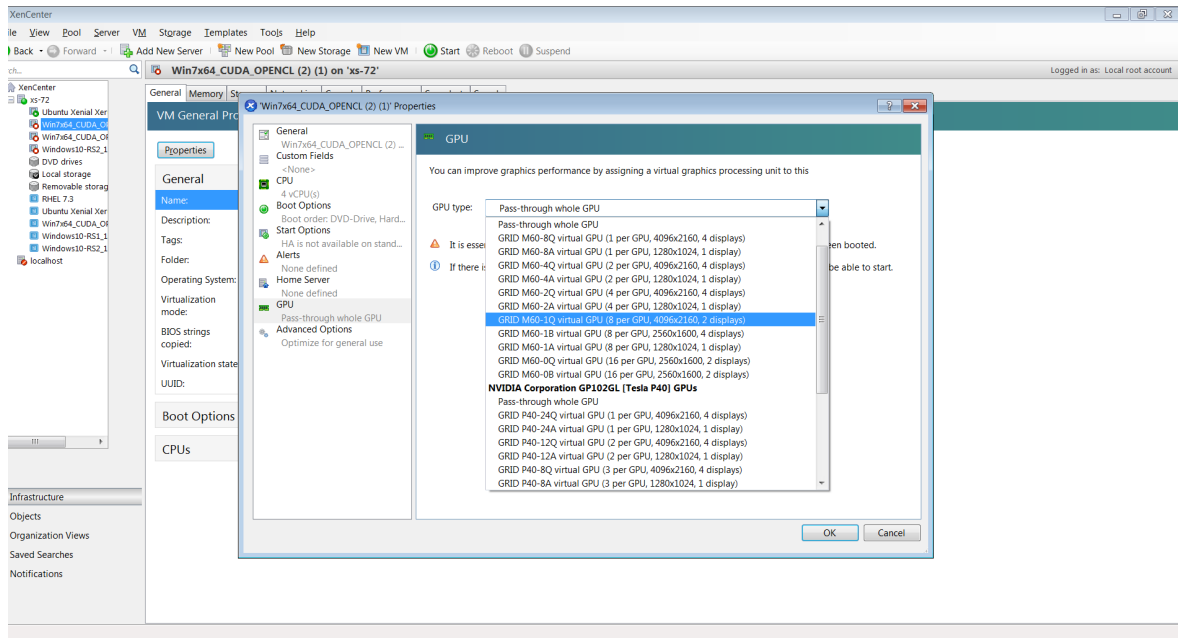 XenCenter
ile View Pool Server VM Storage Templates Tools Help
Back Forward Add New Server New Pool New Storage New VM Start Reboot Suspend
Win7x64_CUDA_OPENCL (2) (1) on 'xs-72'
Logged in as: Local root account
XenCenter
xs-72
Ubuntu Xenial Xer
Win7x64_CUDA_OP
Win7x64_CUDA_OP
Windows10-RS2_1
DVD drives
Local storage
Removable storag
RHEL 7.3
Ubuntu Xenial Xer
Win7x64_CUDA_OP
Windows10-RS1_1
Windows10-RS2_1
localhost
Infrastructure
Objects
Organization Views
Saved Searches
Notifications
General Memory
VM General Pro
Properties
General
Name:
Description:
Tags:
Folder:
Operating System:
Virtualization
mode:
BIOS strings
copied:
Virtualization state
UUID:
Boot Options
CPUs
'Win7x64_CUDA_OPENCL (2) (1)' Properties
General
Win7x64_CUDA_OPENCL (2) ...
Custom Fields
<None>
CPU
4 vCPU(s)
Boot Options
Boot order: DVD-Drive, Hard...
Start Options
HA is not available on stand...
Alerts
None defined
Home Server
None defined
GPU
Pass-through whole GPU
Advanced Options
Optimize for general use
GPU
You can improve graphics performance by assigning a virtual graphics processing unit to this
GPU type: Pass-through whole GPU
It is esse
en booted.
If there i
be able to start.
Pass-through whole GPU
GRID M60-8Q virtual GPU (1 per GPU, 4096x2160, 4 displays)
GRID M60-8A virtual GPU (1 per GPU, 1280x1024, 1 display)
GRID M60-4Q virtual GPU (2 per GPU, 4096x2160, 4 displays)
GRID M60-4A virtual GPU (2 per GPU, 1280x1024, 1 display)
GRID M60-2Q virtual GPU (4 per GPU, 4096x2160, 4 displays)
GRID M60-2A virtual GPU (4 per GPU, 1280x1024, 1 display)
GRID M60-1Q virtual GPU (8 per GPU, 4096x2160, 2 displays)
GRID M60-1B virtual GPU (8 per GPU, 2560x1600, 4 displays)
GRID M60-1A virtual GPU (8 per GPU, 1280x1024, 1 display)
GRID M60-0Q virtual GPU (16 per GPU, 2560x1600, 2 displays)
GRID M60-0B virtual GPU (16 per GPU, 2560x1600, 2 displays)
NVIDIA Corporation GP102GL [Tesla P40] GPUs
Pass-through whole GPU
GRID P40-24Q virtual GPU (1 per GPU, 4096x2160, 4 displays)
GRID P40-24A virtual GPU (1 per GPU, 1280x1024, 1 display)
GRID P40-12Q virtual GPU (2 per GPU, 4096x2160, 4 displays)
GRID P40-12A virtual GPU (2 per GPU, 1280x1024, 1 display)
GRID P40-8Q virtual GPU (3 per GPU, 4096x2160, 4 displays)
GRID P40-8A virtual GPU (3 per GPU, 1280x1024, 1 display)
OK Cancel